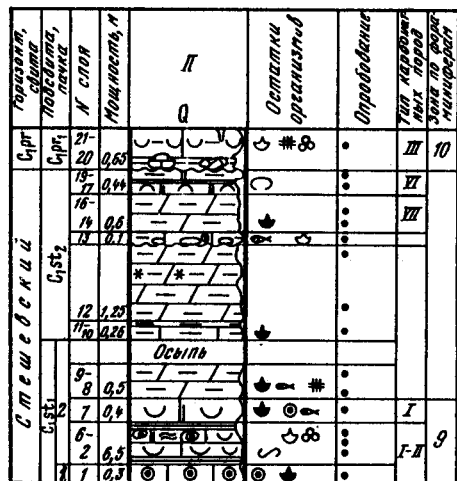 Горизонт, свита
Подсвита, пачка
N слоя
Мощность, м
П
Q
Остатки организмов
Опробование
Тип карбонатных пород
Зона по фораминиферам
C₁pr C₁pr₁ 21-20 0,65 III 10
19-17 0,44 VI
16-14 0,6 VII
13 0.1
Стешевский C₁st₂
12 1,25
11-10 0,26
Осыпь
C₁st₁ 2
9-8 0,5
7 0,4 I
6-2 6,5 I-II 9
1 1 0,3